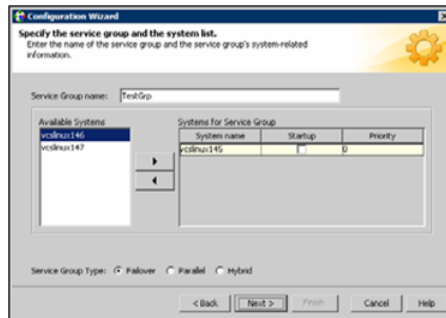 Configuration Wizard
Specify the service group and the system list.
Enter the name of the service group and the service group's system-related
information.
Service Group name: TestGrp
Available Systems
vcslinux146
vcslinux147
Systems for Service Group
System name Startup Priority
vcslinux145 0
Service Group Type: Failover Parallel Hybrid
< Back Next > Finish Cancel Help